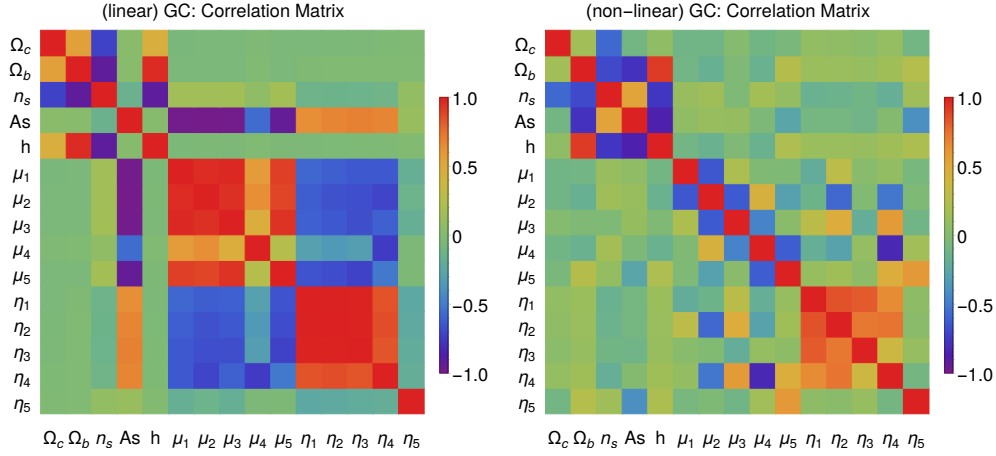 (linear) GC: Correlation Matrix
Ω_c
Ω_b
n_s
As
h
μ_1
μ_2
μ_3
μ_4
μ_5
η_1
η_2
η_3
η_4
η_5
Ω_c Ω_b n_s As h μ_1 μ_2 μ_3 μ_4 μ_5 η_1 η_2 η_3 η_4 η_5
1.0
0.5
0
−0.5
−1.0
(non−linear) GC: Correlation Matrix
Ω_c
Ω_b
n_s
As
h
μ_1
μ_2
μ_3
μ_4
μ_5
η_1
η_2
η_3
η_4
η_5
Ω_c Ω_b n_s As h μ_1 μ_2 μ_3 μ_4 μ_5 η_1 η_2 η_3 η_4 η_5
1.0
0.5
0
−0.5
−1.0